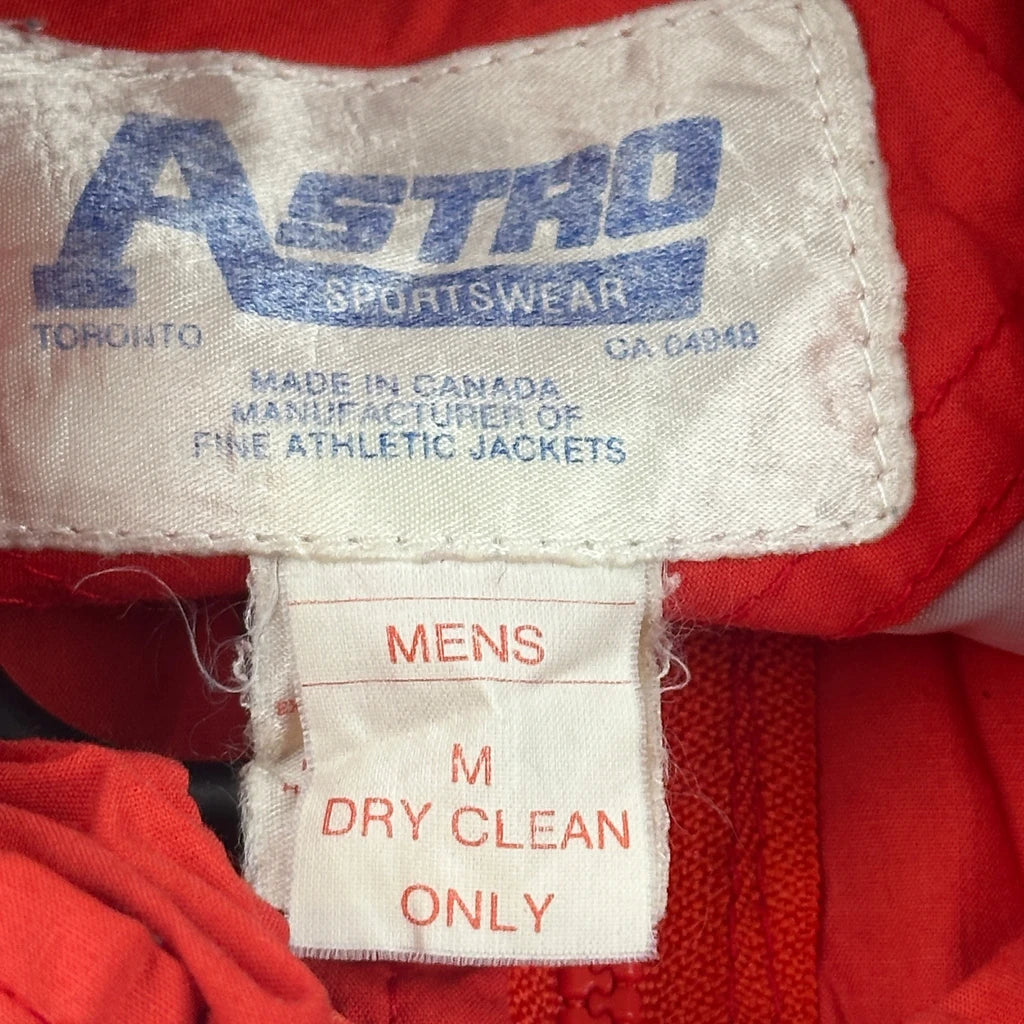 ASTRO
SPORTSWEAR
TORONTO
CA 04948
MADE IN CANADA
MANUFACTURER OF
FINE ATHLETIC JACKETS
MENS
M
DRY CLEAN
ONLY